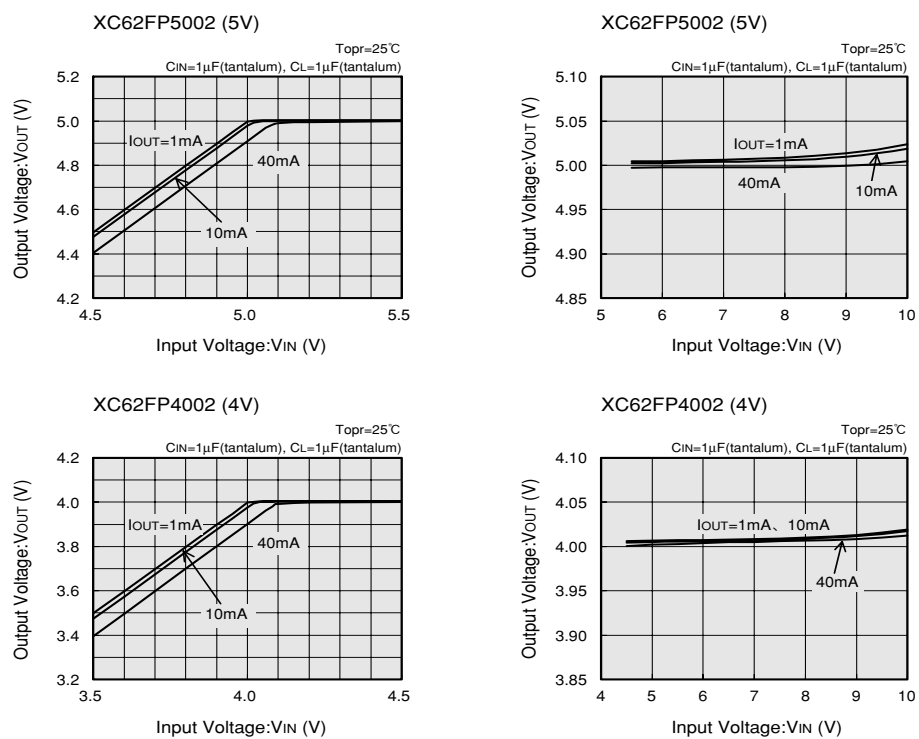 XC62FP5002 (5V)
Topr=25℃
CIN=1μF(tantalum), CL=1μF(tantalum)
Output Voltage:VOUT (V)
5.2
5.0
4.8
4.6
4.4
4.2
IOUT=1mA
40mA
10mA
4.5
5.0
5.5
Input Voltage:VIN (V)
XC62FP5002 (5V)
Topr=25℃
CIN=1μF(tantalum), CL=1μF(tantalum)
Output Voltage:VOUT (V)
5.10
5.05
5.00
4.95
4.90
4.85
IOUT=1mA
40mA
10mA
5
6
7
8
9
10
Input Voltage:VIN (V)
XC62FP4002 (4V)
Topr=25℃
CIN=1μF(tantalum), CL=1μF(tantalum)
Output Voltage:VOUT (V)
4.2
4.0
3.8
3.6
3.4
3.2
IOUT=1mA
40mA
10mA
3.5
4.0
4.5
Input Voltage:VIN (V)
XC62FP4002 (4V)
Topr=25℃
CIN=1μF(tantalum), CL=1μF(tantalum)
Output Voltage:VOUT (V)
4.10
4.05
4.00
3.95
3.90
3.85
IOUT=1mA、10mA
40mA
4
5
6
7
8
9
10
Input Voltage:VIN (V)